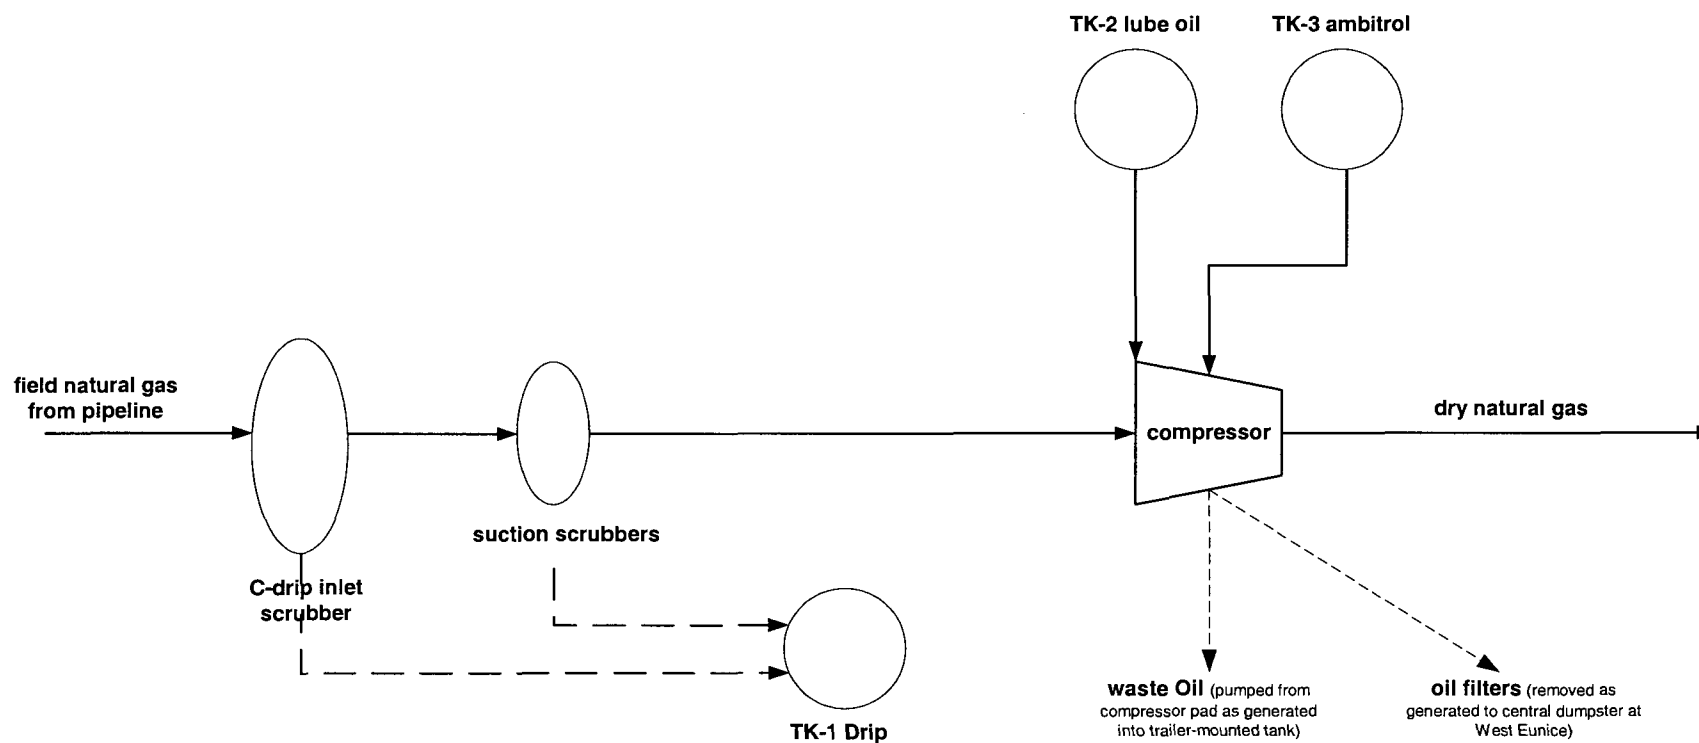 TK-2 lube oil
TK-3 ambitrol
field natural gas
from pipeline
compressor
dry natural gas
suction scrubbers
C-drip inlet
scrubber
TK-1 Drip
waste Oil (pumped from
compressor pad as generated
into trailer-mounted tank)
oil filters (removed as
generated to central dumpster at
West Eunice)